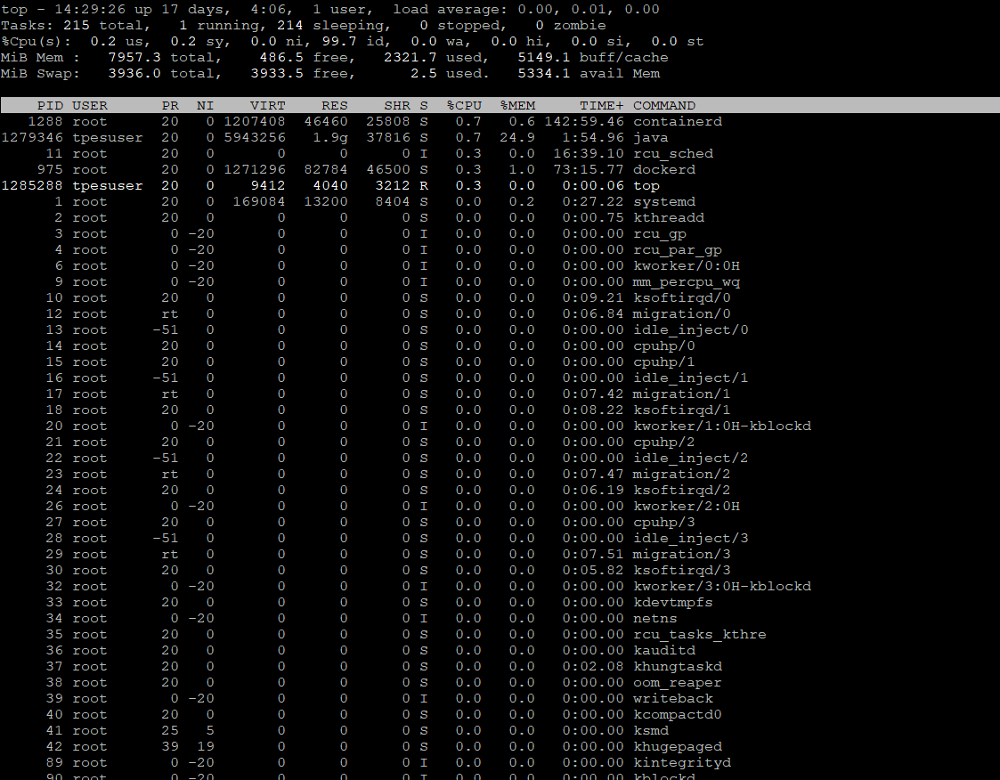 top - 14:29:26 up 17 days,  4:06,  1 user,  load average: 0.00, 0.01, 0.00
Tasks: 215 total,   1 running, 214 sleeping,   0 stopped,   0 zombie
%Cpu(s):  0.2 us,  0.2 sy,  0.0 ni, 99.7 id,  0.0 wa,  0.0 hi,  0.0 si,  0.0 st
MiB Mem :   7957.3 total,    486.5 free,   2321.7 used,   5149.1 buff/cache
MiB Swap:   3936.0 total,   3933.5 free,      2.5 used.   5334.1 avail Mem
    PID USER      PR  NI    VIRT    RES    SHR S  %CPU  %MEM     TIME+ COMMAND
   1288 root      20   0 1207408  46460  25808 S   0.7   0.6 142:59.46 containerd
1279346 tpesuser  20   0 5943256   1.9g  37816 S   0.7  24.9   1:54.96 java
     11 root      20   0       0      0      0 I   0.3   0.0  16:39.10 rcu_sched
    975 root      20   0 1271296  82784  46500 S   0.3   1.0  73:15.77 dockerd
1285288 tpesuser  20   0    9412   4040   3212 R   0.3   0.0   0:00.06 top
      1 root      20   0  169084  13200   8404 S   0.0   0.2   0:27.22 systemd
      2 root      20   0       0      0      0 S   0.0   0.0   0:00.75 kthreadd
      3 root       0 -20       0      0      0 I   0.0   0.0   0:00.00 rcu_gp
      4 root       0 -20       0      0      0 I   0.0   0.0   0:00.00 rcu_par_gp
      6 root       0 -20       0      0      0 I   0.0   0.0   0:00.00 kworker/0:0H
      9 root       0 -20       0      0      0 I   0.0   0.0   0:00.00 mm_percpu_wq
     10 root      20   0       0      0      0 S   0.0   0.0   0:09.21 ksoftirqd/0
     12 root      rt   0       0      0      0 S   0.0   0.0   0:06.84 migration/0
     13 root     -51   0       0      0      0 S   0.0   0.0   0:00.00 idle_inject/0
     14 root      20   0       0      0      0 S   0.0   0.0   0:00.00 cpuhp/0
     15 root      20   0       0      0      0 S   0.0   0.0   0:00.00 cpuhp/1
     16 root     -51   0       0      0      0 S   0.0   0.0   0:00.00 idle_inject/1
     17 root      rt   0       0      0      0 S   0.0   0.0   0:07.42 migration/1
     18 root      20   0       0      0      0 S   0.0   0.0   0:08.22 ksoftirqd/1
     20 root       0 -20       0      0      0 I   0.0   0.0   0:00.00 kworker/1:0H-kblockd
     21 root      20   0       0      0      0 S   0.0   0.0   0:00.00 cpuhp/2
     22 root     -51   0       0      0      0 S   0.0   0.0   0:00.00 idle_inject/2
     23 root      rt   0       0      0      0 S   0.0   0.0   0:07.47 migration/2
     24 root      20   0       0      0      0 S   0.0   0.0   0:06.19 ksoftirqd/2
     26 root       0 -20       0      0      0 I   0.0   0.0   0:00.00 kworker/2:0H
     27 root      20   0       0      0      0 S   0.0   0.0   0:00.00 cpuhp/3
     28 root     -51   0       0      0      0 S   0.0   0.0   0:00.00 idle_inject/3
     29 root      rt   0       0      0      0 S   0.0   0.0   0:07.51 migration/3
     30 root      20   0       0      0      0 S   0.0   0.0   0:05.82 ksoftirqd/3
     32 root       0 -20       0      0      0 I   0.0   0.0   0:00.00 kworker/3:0H-kblockd
     33 root      20   0       0      0      0 S   0.0   0.0   0:00.00 kdevtmpfs
     34 root       0 -20       0      0      0 I   0.0   0.0   0:00.00 netns
     35 root      20   0       0      0      0 S   0.0   0.0   0:00.00 rcu_tasks_kthre
     36 root      20   0       0      0      0 S   0.0   0.0   0:00.00 kauditd
     37 root      20   0       0      0      0 S   0.0   0.0   0:02.08 khungtaskd
     38 root      20   0       0      0      0 S   0.0   0.0   0:00.00 oom_reaper
     39 root       0 -20       0      0      0 I   0.0   0.0   0:00.00 writeback
     40 root      20   0       0      0      0 S   0.0   0.0   0:00.00 kcompactd0
     41 root      25   5       0      0      0 S   0.0   0.0   0:00.00 ksmd
     42 root      39  19       0      0      0 S   0.0   0.0   0:00.00 khugepaged
     89 root       0 -20       0      0      0 I   0.0   0.0   0:00.00 kintegrityd
     90 root       0 -20       0      0      0 I   0.0   0.0   0:00.00 kblockd